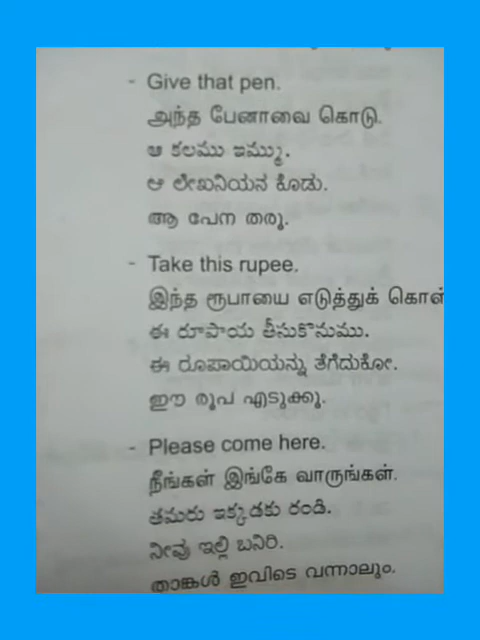 - Give that pen.
அந்த பேனாவை கொடு.
ఆ కలము ఇమ్ము.
ಆ ಲೇಖನಿಯನ ಕೊಡು.
ആ പേന തരൂ.
- Take this rupee.
இந்த ரூபாயை எடுத்துக் கொள்
ఈ రూపాయ తీసుకొనుము.
ಈ ರೂಪಾಯಿಯನ್ನು ತೆಗೆದುಕೋ.
ഈ രൂപ എടുക്കൂ.
- Please come here.
நீங்கள் இங்கே வாருங்கள்.
తమరు ఇక్కడకు రండి.
ನೀವು ಇಲ್ಲಿ ಬನಿರಿ.
താങ്കൾ ഇവിടെ വന്നാലും.